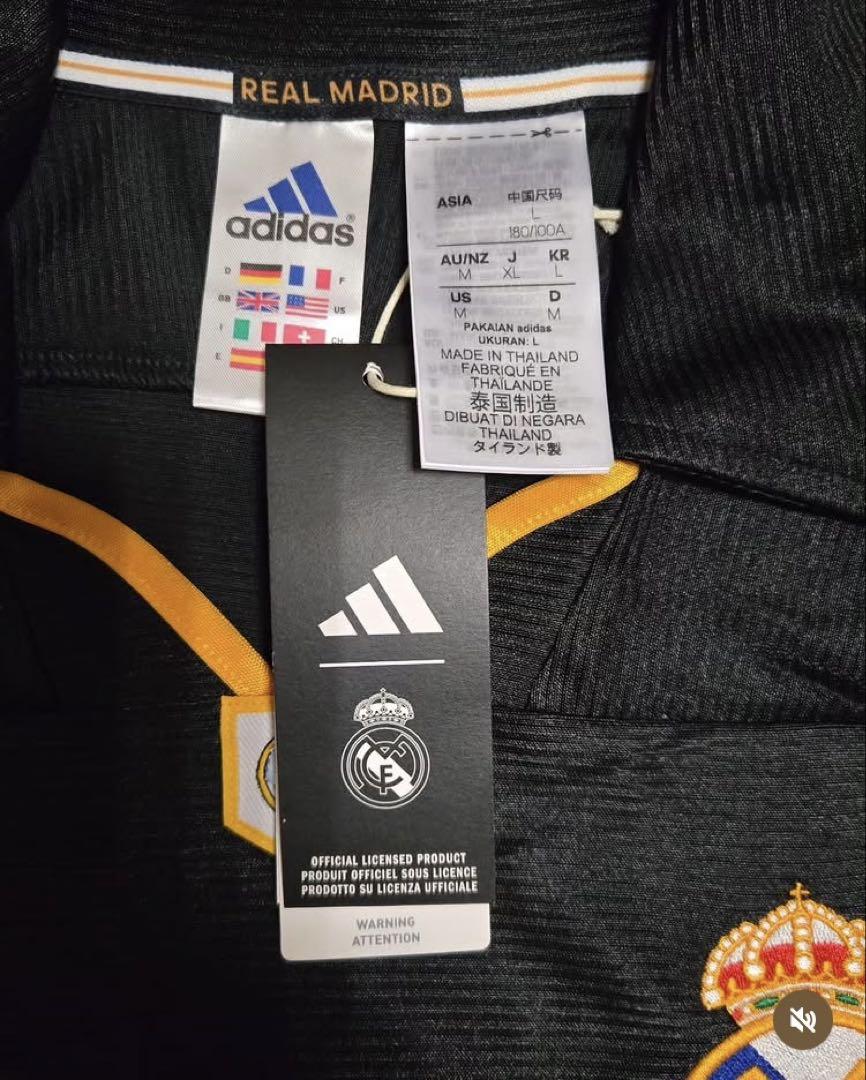 REAL MADRID
adidas®
D F
GB US
I CH
E
ASIA 中国尺码
L
180/100A
AU/NZ J KR
M XL L
US D
M M
PAKAIAN adidas
UKURAN: L
MADE IN THAILAND
FABRIQUÉ EN
THAÏLANDE
泰国制造
DIBUAT DI NEGARA
THAILAND
タイランド製
OFFICIAL LICENSED PRODUCT
PRODUIT OFFICIEL SOUS LICENCE
PRODOTTO SU LICENZA UFFICIALE
WARNING
ATTENTION